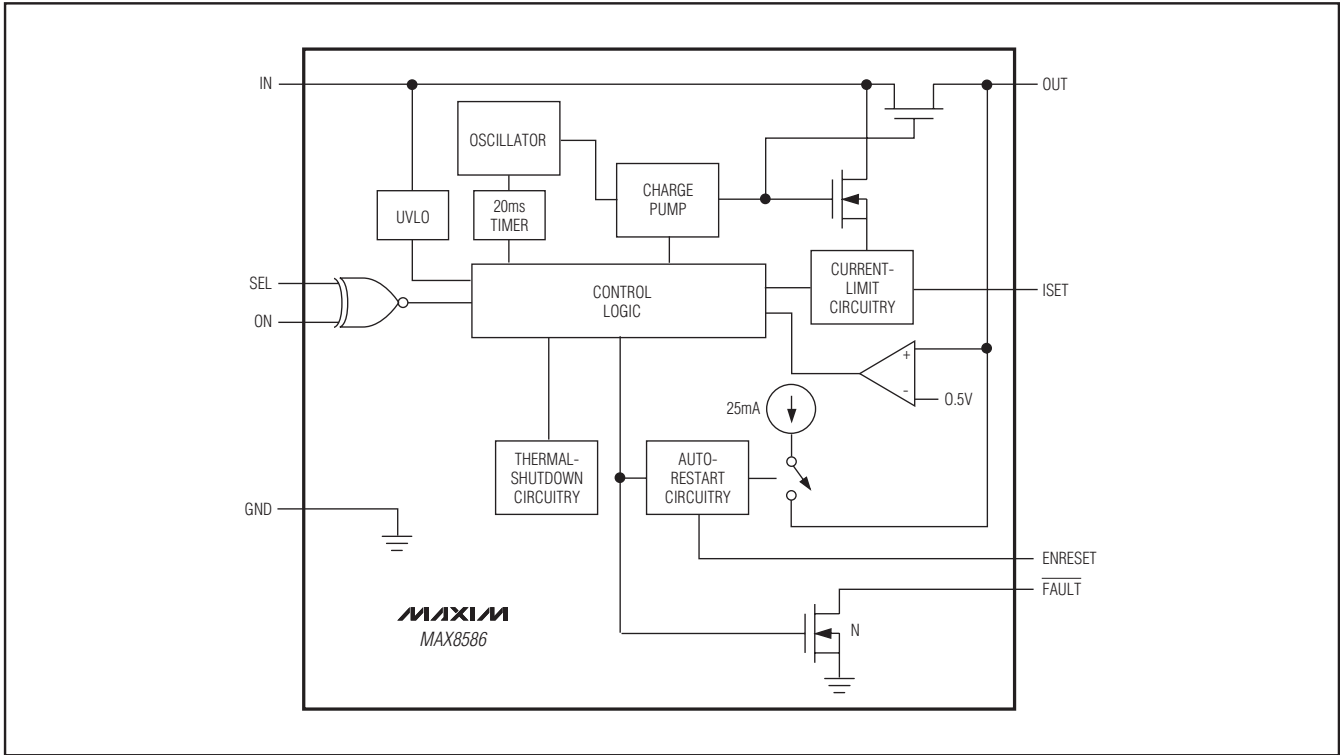 IN
OUT
OSCILLATOR
UVLO
20ms
TIMER
CHARGE
PUMP
SEL
ON
CONTROL
LOGIC
CURRENT-
LIMIT
CIRCUITRY
ISET
+
-
0.5V
25mA
THERMAL-
SHUTDOWN
CIRCUITRY
AUTO-
RESTART
CIRCUITRY
GND
ENRESET
FAULT
N
MAXIM
MAX8586